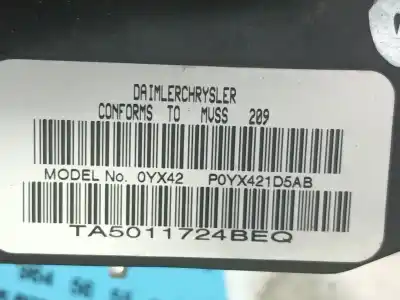 DAIMLERCHRYSLER
CONFORMS TO MVSS 209
MODEL No. 0YX42 P0YX421D5AB
TA5011724BEQ